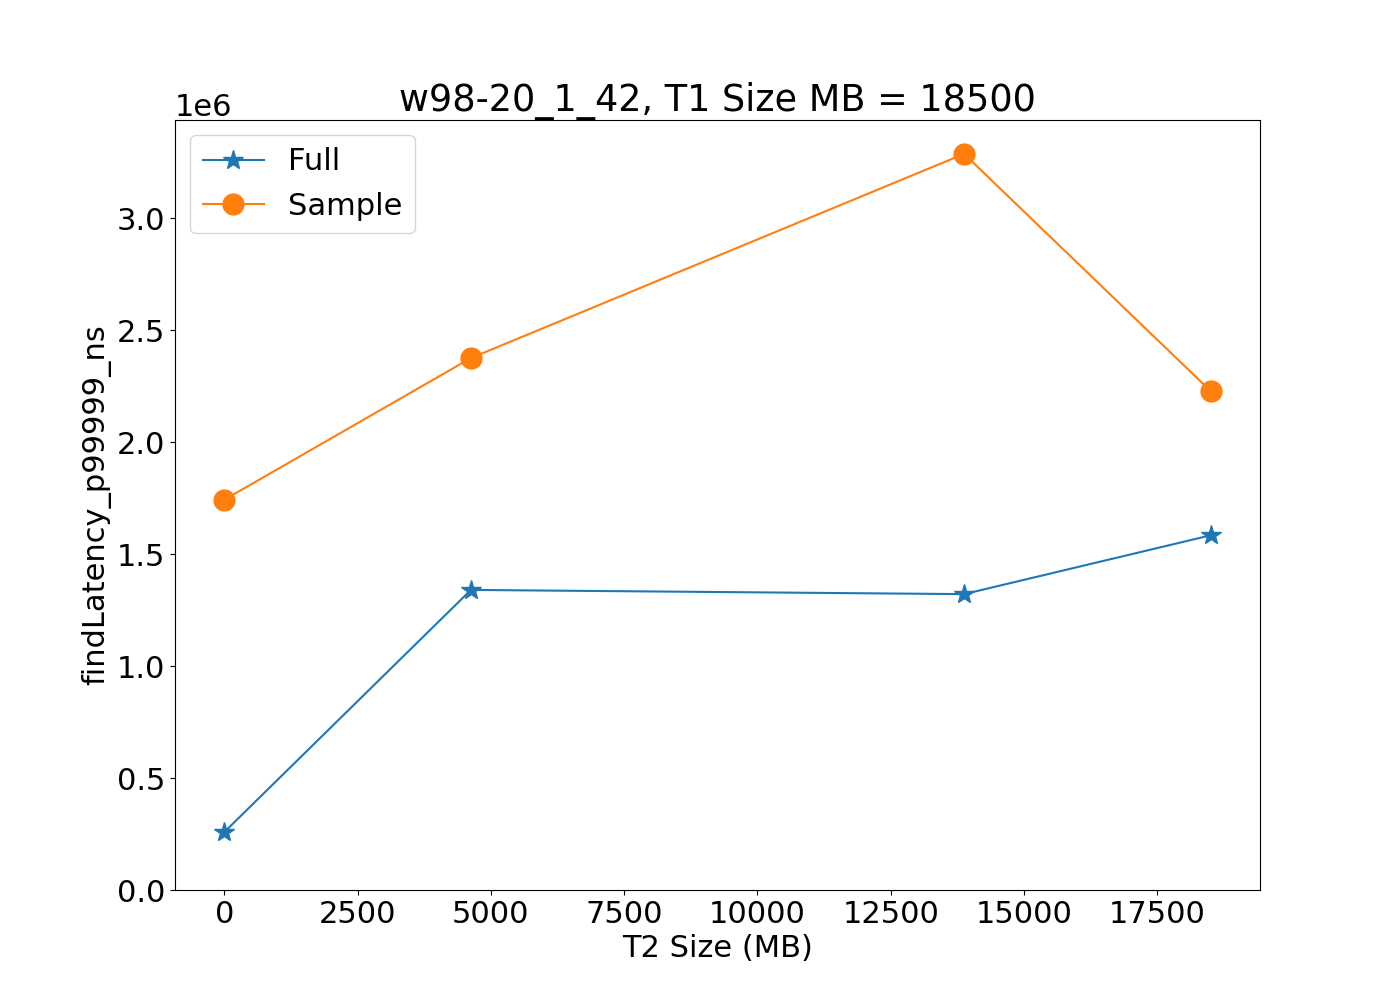 w98-20_1_42, T1 Size MB = 18500
1e6
Full
Sample
3.0
2.5
2.0
1.5
1.0
0.5
0.0
findLatency_p99999_ns
0 2500 5000 7500 10000 12500 15000 17500
T2 Size (MB)